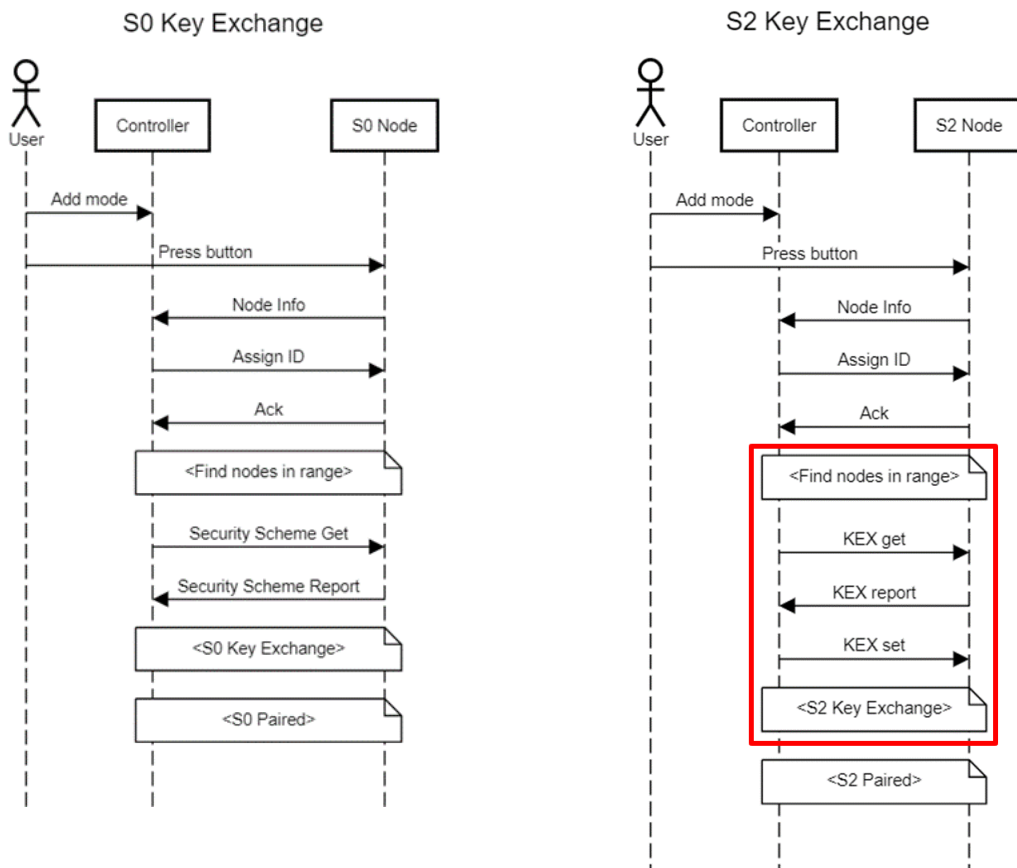 S0 Key Exchange
User
Controller
S0 Node
Add mode
Press button
Node Info
Assign ID
Ack
<Find nodes in range>
Security Scheme Get
Security Scheme Report
<S0 Key Exchange>
<S0 Paired>
S2 Key Exchange
User
Controller
S2 Node
Add mode
Press button
Node Info
Assign ID
Ack
<Find nodes in range>
KEX get
KEX report
KEX set
<S2 Key Exchange>
<S2 Paired>